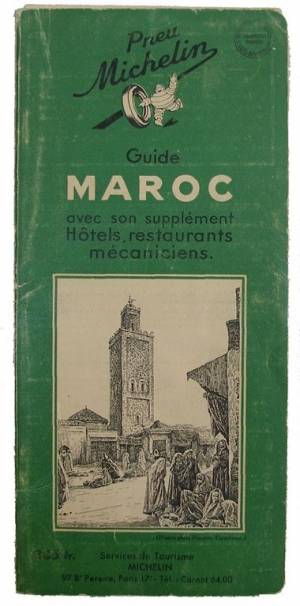 Pneu
Michelin
Guide
MAROC
avec son supplément
Hôtels, restaurants
mécaniciens.
fr. Services de Tourisme
MICHELIN
97 Bd Pereire, Paris 17e - Tél. : Carnot 64.00